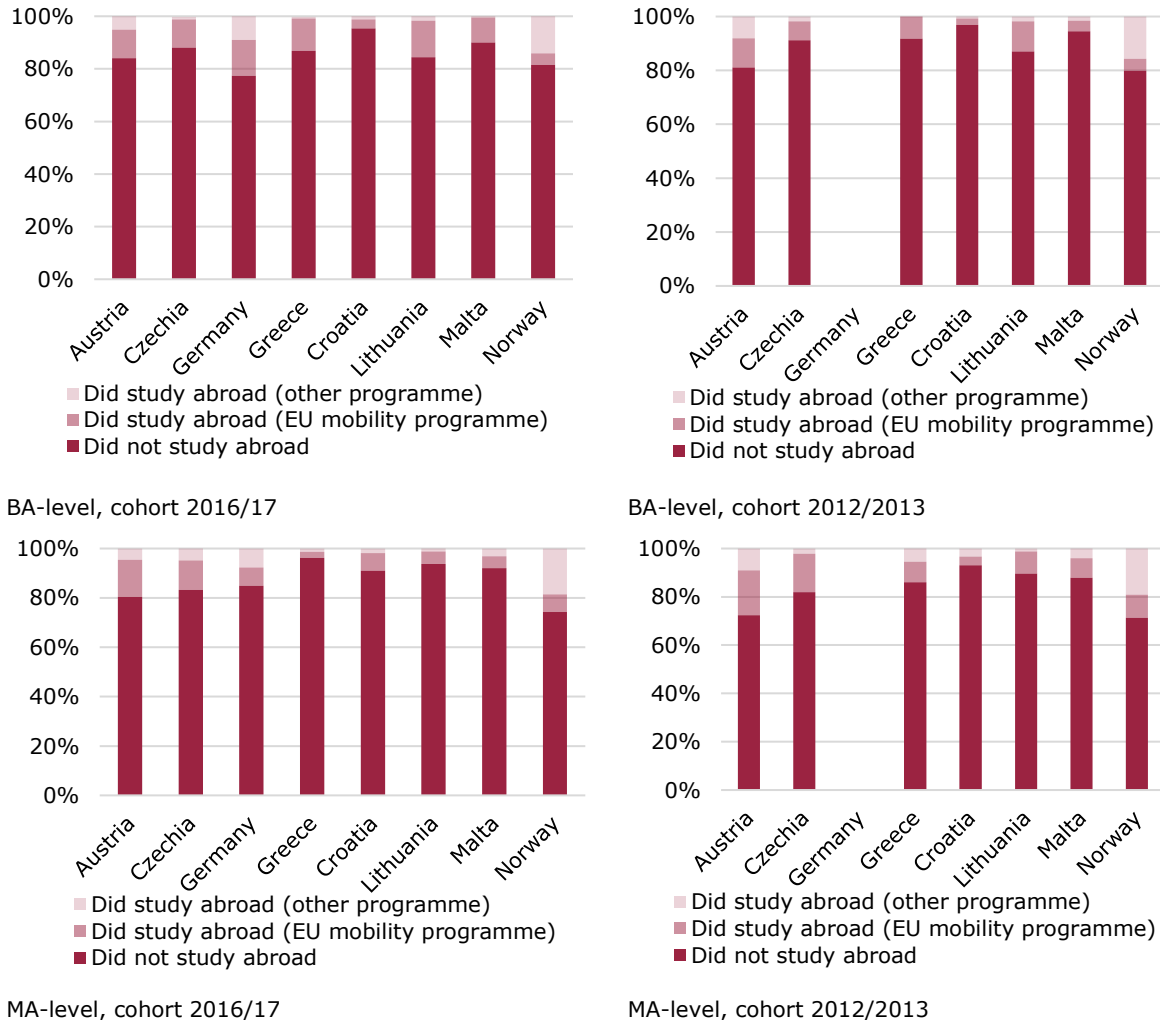 100%
80%
60%
40%
20%
0%
Austria
Czechia
Germany
Greece
Croatia
Lithuania
Malta
Norway
Did study abroad (other programme)
Did study abroad (EU mobility programme)
Did not study abroad
BA-level, cohort 2016/17
100%
80%
60%
40%
20%
0%
Austria
Czechia
Germany
Greece
Croatia
Lithuania
Malta
Norway
Did study abroad (other programme)
Did study abroad (EU mobility programme)
Did not study abroad
BA-level, cohort 2012/2013
100%
80%
60%
40%
20%
0%
Austria
Czechia
Germany
Greece
Croatia
Lithuania
Malta
Norway
Did study abroad (other programme)
Did study abroad (EU mobility programme)
Did not study abroad
MA-level, cohort 2016/17
100%
80%
60%
40%
20%
0%
Austria
Czechia
Germany
Greece
Croatia
Lithuania
Malta
Norway
Did study abroad (other programme)
Did study abroad (EU mobility programme)
Did not study abroad
MA-level, cohort 2012/2013